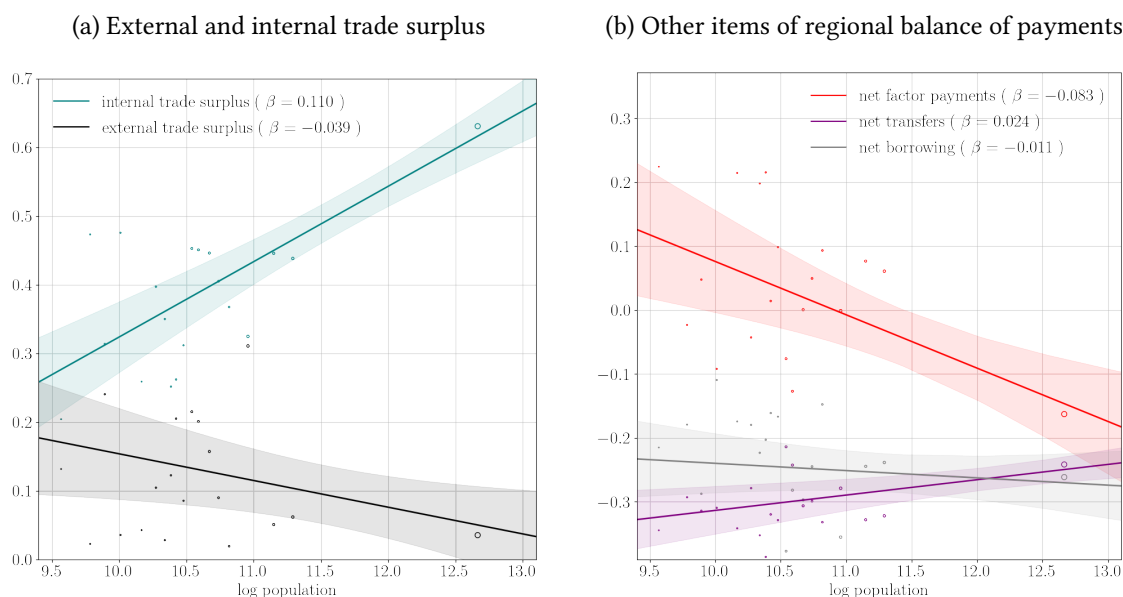 (a) External and internal trade surplus
0.7
0.6
0.5
0.4
0.3
0.2
0.1
0.0
internal trade surplus ( β = 0.110 )
external trade surplus ( β = −0.039 )
9.5 10.0 10.5 11.0 11.5 12.0 12.5 13.0
log population
(b) Other items of regional balance of payments
0.3
0.2
0.1
0.0
−0.1
−0.2
−0.3
net factor payments ( β = −0.083 )
net transfers ( β = 0.024 )
net borrowing ( β = −0.011 )
9.5 10.0 10.5 11.0 11.5 12.0 12.5 13.0
log population